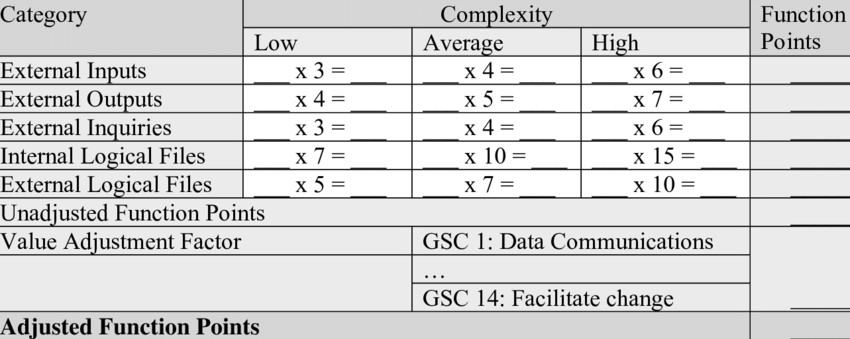 Category Complexity Function Points
Low Average High
External Inputs ___ x 3 = ___ ___ x 4 = ___ ___ x 6 = ___ ___
External Outputs ___ x 4 = ___ ___ x 5 = ___ ___ x 7 = ___ ___
External Inquiries ___ x 3 = ___ ___ x 4 = ___ ___ x 6 = ___ ___
Internal Logical Files ___ x 7 = ___ ___ x 10 = ___ ___ x 15 = ___ ___
External Logical Files ___ x 5 = ___ ___ x 7 = ___ ___ x 10 = ___ ___
Unadjusted Function Points ___
Value Adjustment Factor GSC 1: Data Communications
…
GSC 14: Facilitate change ___
Adjusted Function Points ___